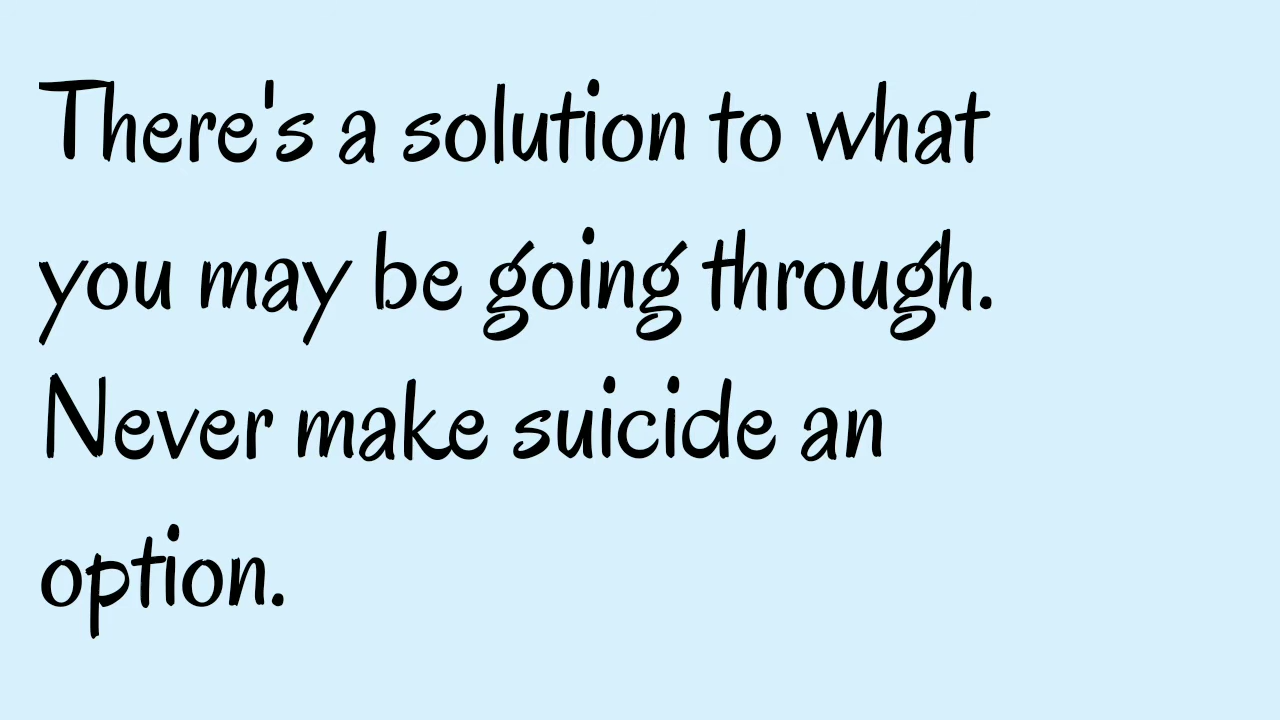 There's a solution to what
you may be going through.
Never make suicide an
option.